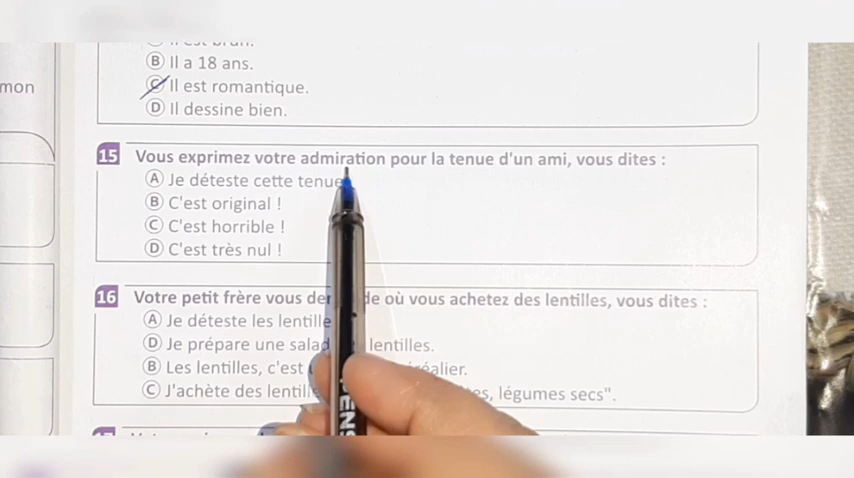 mon
Ⓑ Il a 18 ans.
Ⓒ Il est romantique.
Ⓓ Il dessine bien.
15 Vous exprimez votre admiration pour la tenue d'un ami, vous dites :
Ⓐ Je déteste cette tenue
Ⓑ C'est original !
Ⓒ C'est horrible !
Ⓓ C'est très nul !
16 Votre petit frère vous de où vous achetez des lentilles, vous dites :
Ⓐ Je déteste les lentille
Ⓓ Je prépare une salad lentilles.
Ⓑ Les lentilles, c'est
Ⓒ J'achète des lentil légumes secs".
PENS